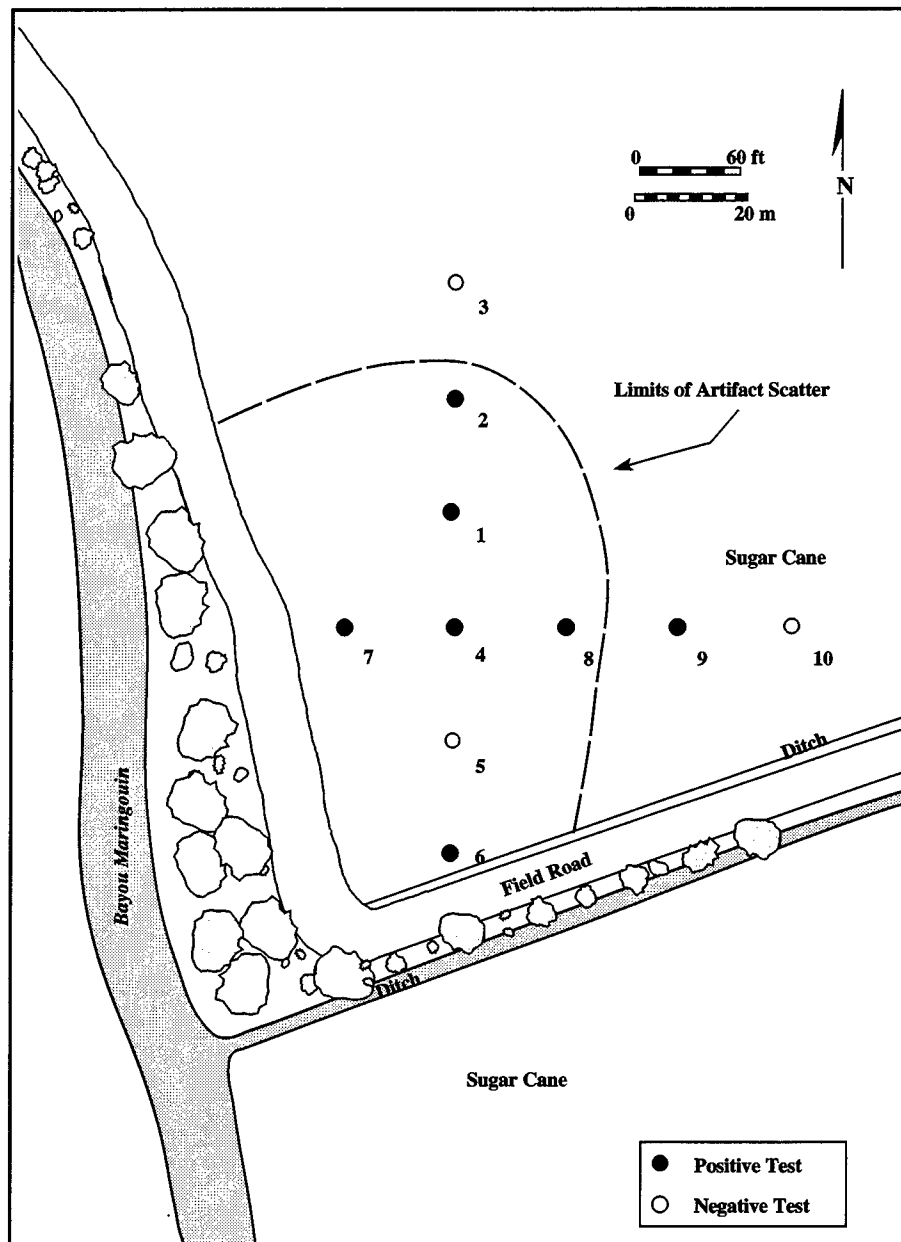 0 60 ft
0 20 m
N
3
Limits of Artifact Scatter
2
1
Sugar Cane
7 4 8 9 10
Ditch
5
Bayou Maringouin
6
Field Road
Ditch
Sugar Cane
Positive Test
Negative Test